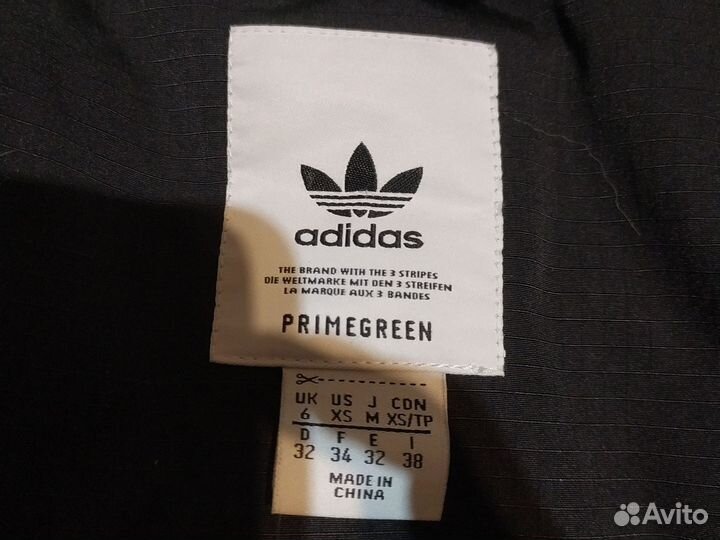 adidas
THE BRAND WITH THE 3 STRIPES
DIE WELTMARKE MIT DEN 3 STREIFEN
LA MARQUE AUX 3 BANDES
PRIMEGREEN
UK US J CDN
6 XS M XS/TP
D F E I
32 34 32 38
MADE IN
CHINA
Avito